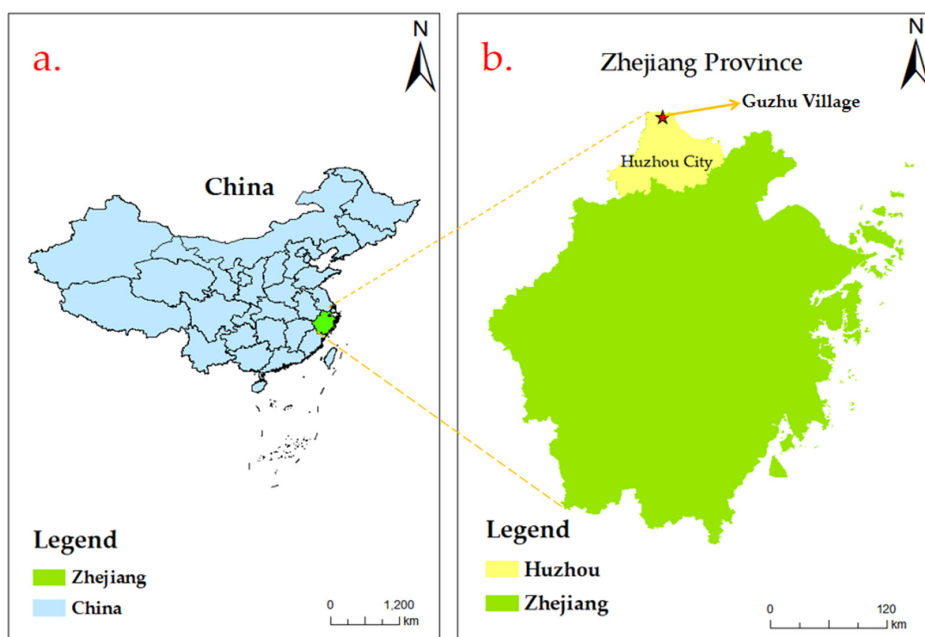 a.
N
China
Legend
Zhejiang
China
0 1,200
km
b.
N
Zhejiang Province
Guzhu Village
Huzhou City
Legend
Huzhou
Zhejiang
0 120
km